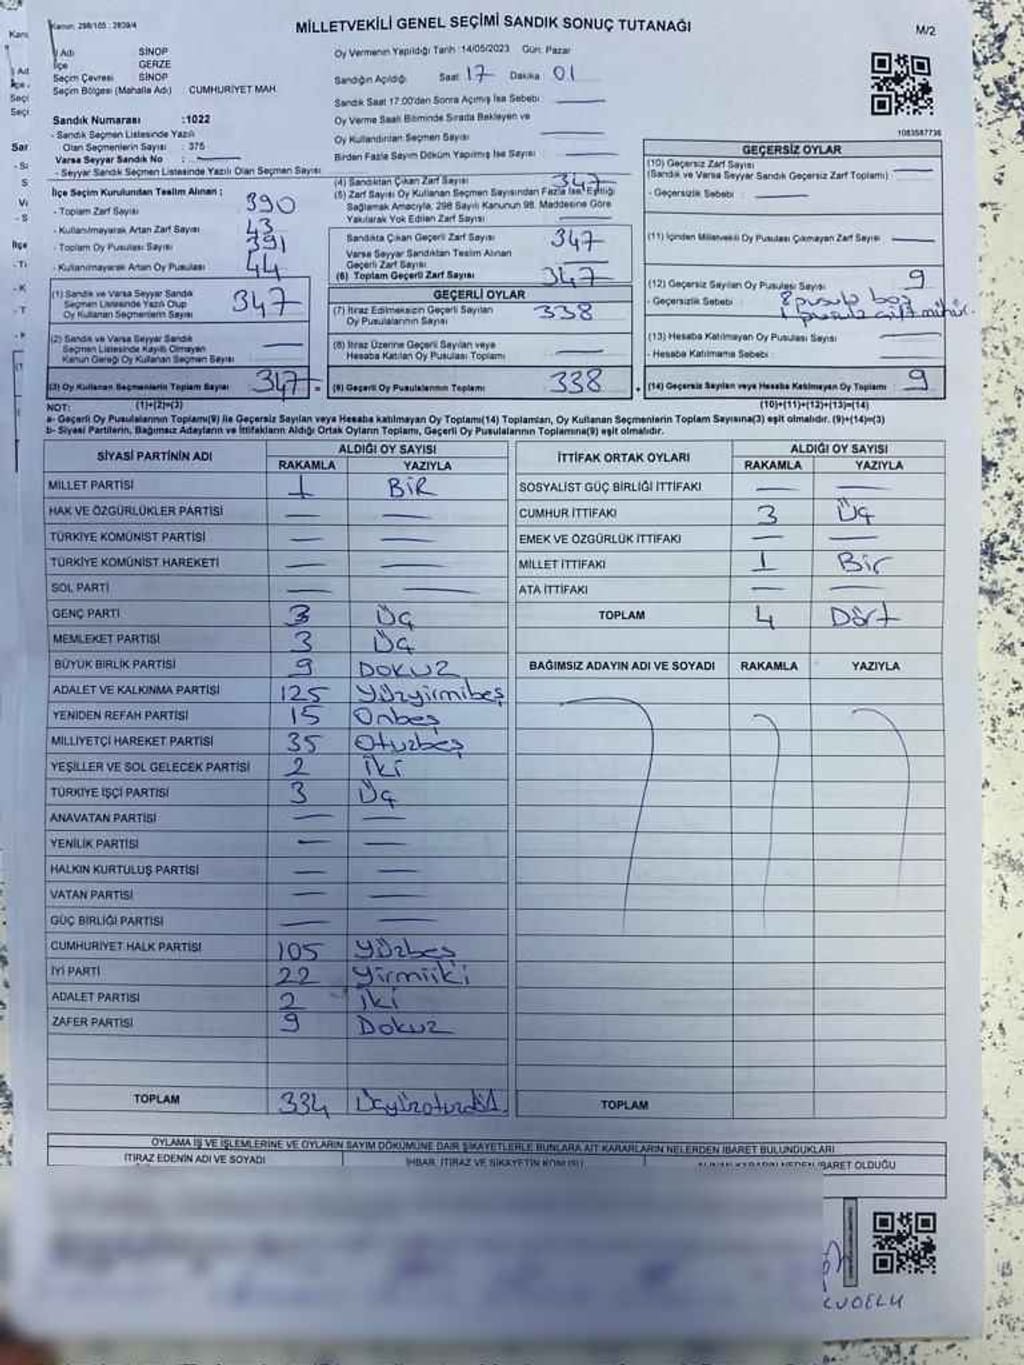 Kanun: 298/105 : 2839/4
MİLLETVEKİLİ GENEL SEÇİMİ SANDIK SONUÇ TUTANAĞI
M/2
İl Adı SİNOP
İlçe GERZE
Seçim Çevresi SİNOP
Seçim Bölgesi (Mahalle Adı) CUMHURİYET MAH.
Sandık Numarası :1022
- Sandık Seçmen Listesinde Yazılı
Olan Seçmenlerin Sayısı : 375
Varsa Seyyar Sandık No :
- Seyyar Sandık Seçmen Listesinde Yazılı Olan Seçmen Sayısı
Oy Vermenin Yapıldığı Tarih :14/05/2023 Gün: Pazar
Sandığın Açıldığı Saat 17 Dakika 01
Sandık Saat 17:00'den Sonra Açılmış İse Sebebi :
Oy Verme Saati Bitiminde Sırada Bekleyen ve
Oy Kullandırılan Seçmen Sayısı
Birden Fazla Sayım Döküm Yapılmış İse Sayısı :
1083587736
İlçe Seçim Kurulundan Teslim Alınan :
- Toplam Zarf Sayısı 390
- Kullanılmayarak Artan Zarf Sayısı 43
- Toplam Oy Pusulası Sayısı 391
- Kullanılmayarak Artan Oy Pusulası 44
(1) Sandık ve Varsa Seyyar Sandık
Seçmen Listesinde Yazılı Olup
Oy Kullanan Seçmenlerin Sayısı 347
(2) Sandık ve Varsa Seyyar Sandık
Seçmen Listesinde Kayıtlı Olmayan
Kanun Gereği Oy Kullanan Seçmen Sayısı
(3) Oy Kullanan Seçmenlerin Toplam Sayısı 347 =
(4) Sandıktan Çıkan Zarf Sayısı 347
(5) Zarf Sayısı Oy Kullanan Seçmen Sayısından Fazla İse, Eşitliği
Sağlamak Amacıyla, 298 Sayılı Kanunun 98. Maddesine Göre
Yakılarak Yok Edilen Zarf Sayısı
Sandıkta Çıkan Geçerli Zarf Sayısı 347
Varsa Seyyar Sandıktan Teslim Alınan
Geçerli Zarf Sayısı
(6) Toplam Geçerli Zarf Sayısı 347
GEÇERLİ OYLAR
(7) İtiraz Edilmeksizin Geçerli Sayılan
Oy Pusulalarının Sayısı 338
(8) İtiraz Üzerine Geçerli Sayılan veya
Hesaba Katılan Oy Pusulası Toplamı
(9) Geçerli Oy Pusulalarının Toplamı 338
GEÇERSİZ OYLAR
(10) Geçersiz Zarf Sayısı
(Sandık ve Varsa Seyyar Sandık Geçersiz Zarf Toplamı) :
- Geçersizlik Sebebi :
(11) İçinden Milletvekili Oy Pusulası Çıkmayan Zarf Sayısı
(12) Geçersiz Sayılan Oy Pusulası Sayısı 9
- Geçersizlik Sebebi : 8 pusula boş
1 pusula çift mühür.
(13) Hesaba Katılmayan Oy Pusulası Sayısı
- Hesaba Katılmama Sebebi :
(14) Geçersiz Sayılan veya Hesaba Katılmayan Oy Toplamı 9
NOT: (1)+(2)=(3)
(10)+(11)+(12)+(13)=(14)
a- Geçerli Oy Pusulalarının Toplamı(9) ile Geçersiz Sayılan veya Hesaba katılmayan Oy Toplamı(14) Toplamları, Oy Kullanan Seçmenlerin Toplam Sayısına(3) eşit olmalıdır. (9)+(14)=(3)
b- Siyasi Partilerin, Bağımsız Adayların ve İttifakların Aldığı Ortak Oyların Toplamı, Geçerli Oy Pusulalarının Toplamına(9) eşit olmalıdır.
SİYASİ PARTİNİN ADI ALDIĞI OY SAYISI
RAKAMLA YAZIYLA
MİLLET PARTİSİ 1 BİR
HAK VE ÖZGÜRLÜKLER PARTİSİ
TÜRKİYE KOMÜNİST PARTİSİ
TÜRKİYE KOMÜNİST HAREKETİ
SOL PARTİ
GENÇ PARTİ 3 Üç
MEMLEKET PARTİSİ 3 Üç
BÜYÜK BİRLİK PARTİSİ 9 DOKUZ
ADALET VE KALKINMA PARTİSİ 125 Yüzyirmibeş
YENİDEN REFAH PARTİSİ 15 Onbeş
MİLLİYETÇİ HAREKET PARTİSİ 35 Otuzbeş
YEŞİLLER VE SOL GELECEK PARTİSİ 2 İki
TÜRKİYE İŞÇİ PARTİSİ 3 Üç
ANAVATAN PARTİSİ
YENİLİK PARTİSİ
HALKIN KURTULUŞ PARTİSİ
VATAN PARTİSİ
GÜÇ BİRLİĞİ PARTİSİ
CUMHURİYET HALK PARTİSİ 105 Yüzbeş
İYİ PARTİ 22 Yirmiiki
ADALET PARTİSİ 2 İki
ZAFER PARTİSİ 9 Dokuz
TOPLAM 334 Üçyüzotuzdört
İTTİFAK ORTAK OYLARI ALDIĞI OY SAYISI
RAKAMLA YAZIYLA
SOSYALİST GÜÇ BİRLİĞİ İTTİFAKI
CUMHUR İTTİFAKI 3 Üç
EMEK VE ÖZGÜRLÜK İTTİFAKI
MİLLET İTTİFAKI 1 Bir
ATA İTTİFAKI
TOPLAM 4 Dört
BAĞIMSIZ ADAYIN ADI VE SOYADI RAKAMLA YAZIYLA
TOPLAM
OYLAMA İŞ VE İŞLEMLERİNE VE OYLARIN SAYIM DÖKÜMÜNE DAİR ŞİKAYETLERLE BUNLARA AİT KARARLARIN NELERDEN İBARET BULUNDUKLARI
İTİRAZ EDENİN ADI VE SOYADI
İHBAR, İTİRAZ VE ŞİKAYETİN KONUSU
NEDEN İBARET OLDUĞU